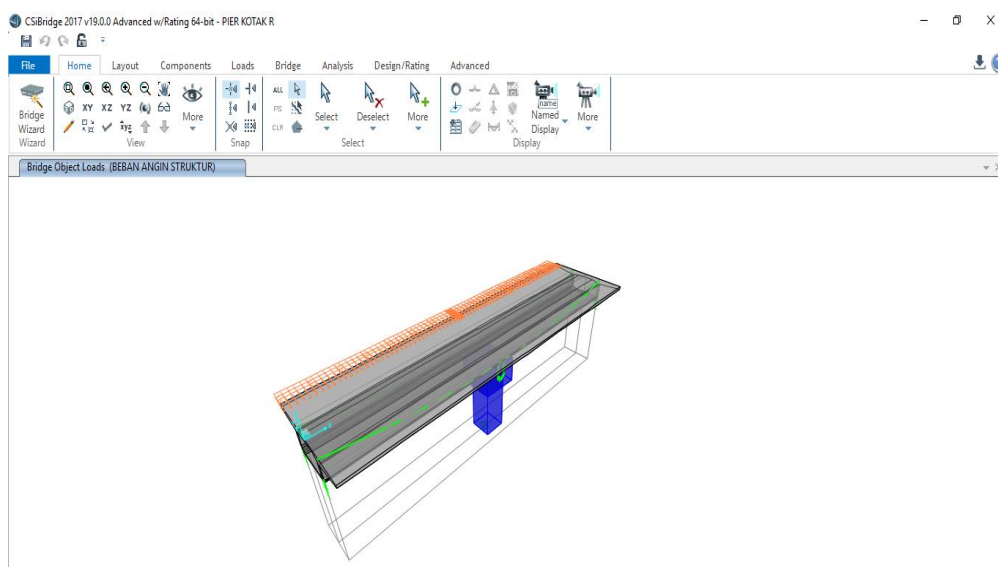 CSiBridge 2017 v19.0.0 Advanced w/Rating 64-bit - PIER KOTAK R
File Home Layout Components Loads Bridge Analysis Design/Rating Advanced
ALL
XY XZ YZ PS
CLR
Bridge Wizard
More
Select
Deselect
More
name
Named Display
More
Wizard View Snap Select Display
Bridge Object Loads (BEBAN ANGIN STRUKTUR)